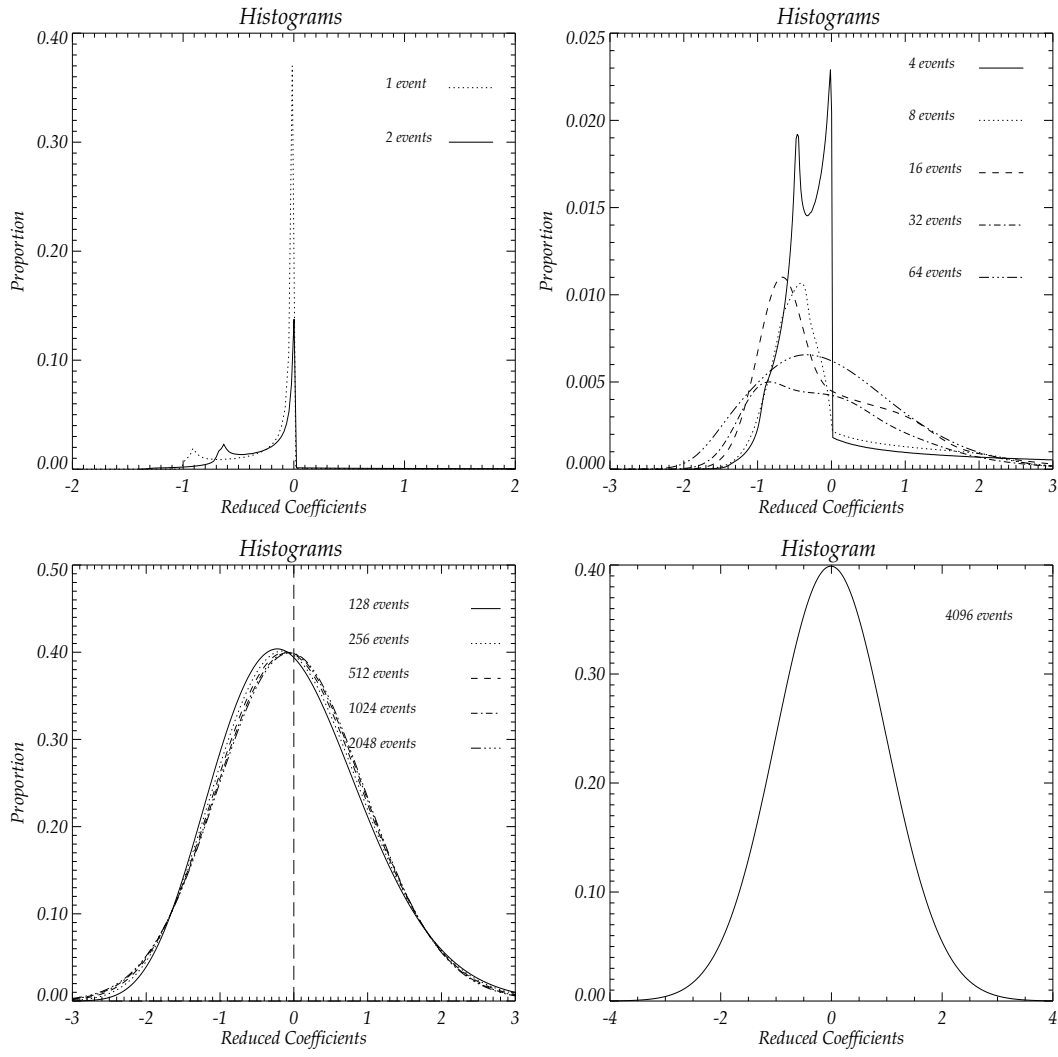 Histograms
0.40
0.30
0.20
0.10
0.00
Proportion
1 event
2 events
-2
-1
0
1
2
Reduced Coefficients
Histograms
0.025
0.020
0.015
0.010
0.005
0.000
Proportion
4 events
8 events
16 events
32 events
64 events
-3
-2
-1
0
1
2
3
Reduced Coefficients
Histograms
0.50
0.40
0.30
0.20
0.10
0.00
Proportion
128 events
256 events
512 events
1024 events
2048 events
-3
-2
-1
0
1
2
3
Reduced Coefficients
Histogram
0.40
0.30
0.20
0.10
0.00
4096 events
-4
-2
0
2
4
Reduced Coefficients